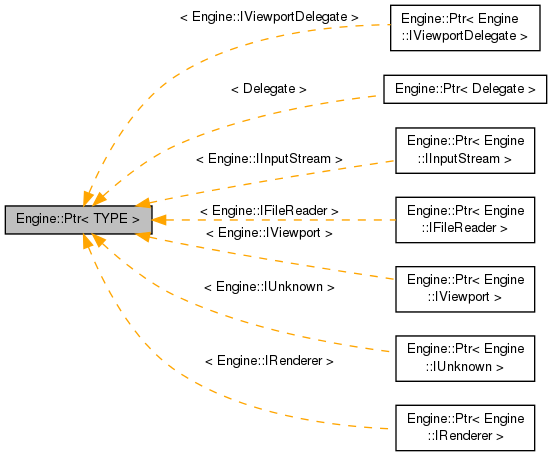 < Engine::IViewportDelegate >
Engine::Ptr< Engine
::IViewportDelegate >
< Delegate >
Engine::Ptr< Delegate >
< Engine::IInputStream >
Engine::Ptr< Engine
::IInputStream >
Engine::Ptr< TYPE >
< Engine::IFileReader >
Engine::Ptr< Engine
::IFileReader >
< Engine::IViewport >
Engine::Ptr< Engine
::IViewport >
< Engine::IUnknown >
Engine::Ptr< Engine
::IUnknown >
< Engine::IRenderer >
Engine::Ptr< Engine
::IRenderer >